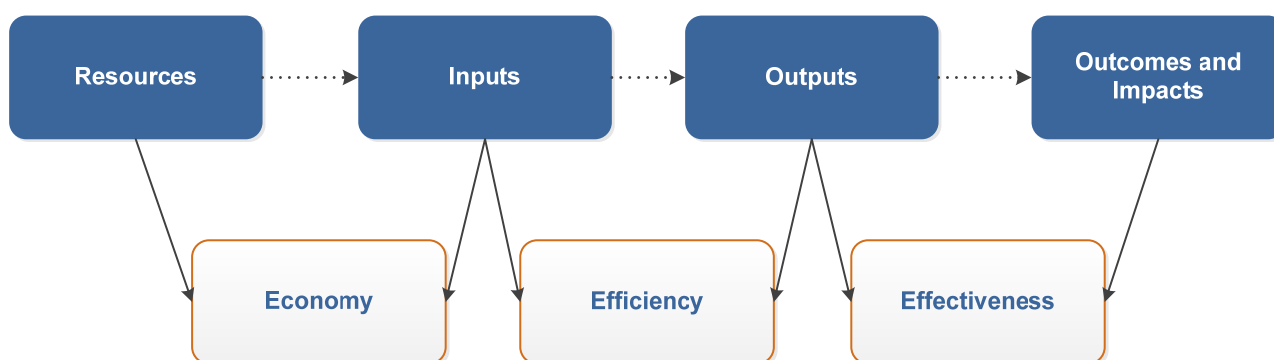 Resources
Inputs
Outputs
Outcomes and
Impacts
Economy
Efficiency
Effectiveness